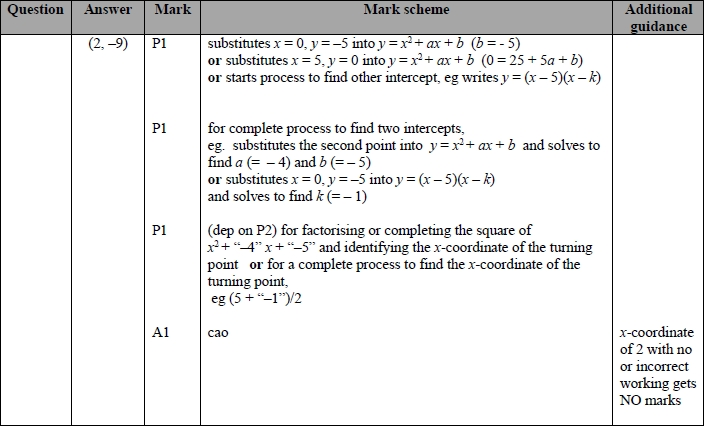 Question Answer Mark Mark scheme Additional guidance
(2, –9) P1 substitutes x = 0, y = –5 into y = x² + ax + b (b = - 5)
or substitutes x = 5, y = 0 into y = x² + ax + b (0 = 25 + 5a + b)
or starts process to find other intercept, eg writes y = (x – 5)(x – k)
P1 for complete process to find two intercepts,
eg. substitutes the second point into y = x² + ax + b and solves to
find a (= – 4) and b (= – 5)
or substitutes x = 0, y = –5 into y = (x – 5)(x – k)
and solves to find k (= – 1)
P1 (dep on P2) for factorising or completing the square of
x² + “–4” x + “–5” and identifying the x-coordinate of the turning
point or for a complete process to find the x-coordinate of the
turning point,
eg (5 + “–1”)/2
A1 cao x-coordinate
of 2 with no
or incorrect
working gets
NO marks